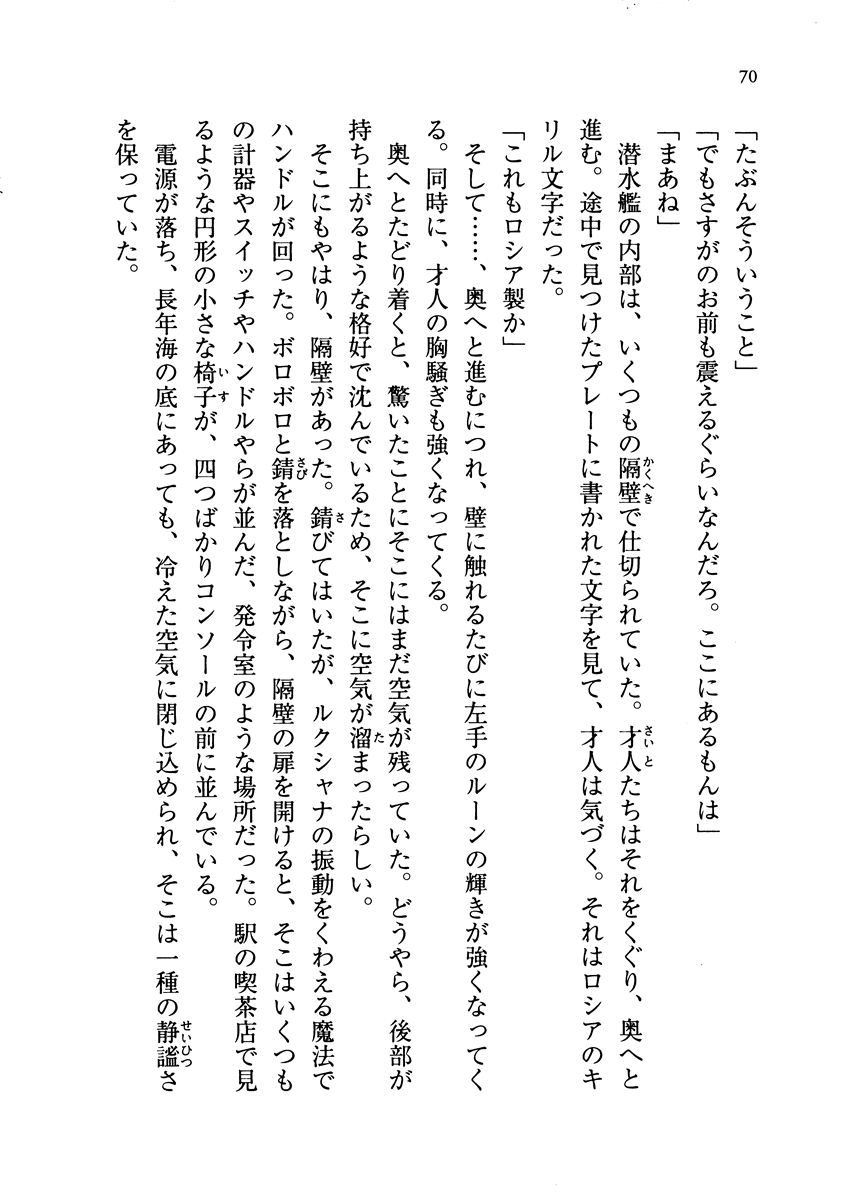 70
「たぶんそういうこと」
「でもさすがのお前も震えるぐらいなんだろ。ここにあるもんは」
「まあね」
潜水艦の内部は、いくつもの隔壁で仕切られていた。才人たちはそれをくぐり、奥へと
進む。途中で見つけたプレートに書かれた文字を見て、才人は気づく。それはロシアのキ
リル文字だった。
「これもロシア製か」
そして……、奥へと進むにつれ、壁に触れるたびに左手のルーンの輝きが強くなってく
る。同時に、才人の胸騒ぎも強くなってくる。
奥へとたどり着くと、驚いたことにそこにはまだ空気が残っていた。どうやら、後部が
持ち上がるような格好で沈んでいるため、そこに空気が溜まったらしい。
そこにもやはり、隔壁があった。錆びてはいたが、ルクシャナの振動をくわえる魔法で
ハンドルが回った。ボロボロと錆を落としながら、隔壁の扉を開けると、そこはいくつも
の計器やスイッチやハンドルやらが並んだ、発令室のような場所だった。駅の喫茶店で見
るような円形の小さな椅子が、四つばかりコンソールの前に並んでいる。
電源が落ち、長年海の底にあっても、冷えた空気に閉じ込められ、そこは一種の静謐さ
を保っていた。